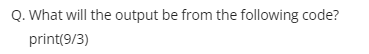 Q. What will the output be from the following code?
print(9/3)